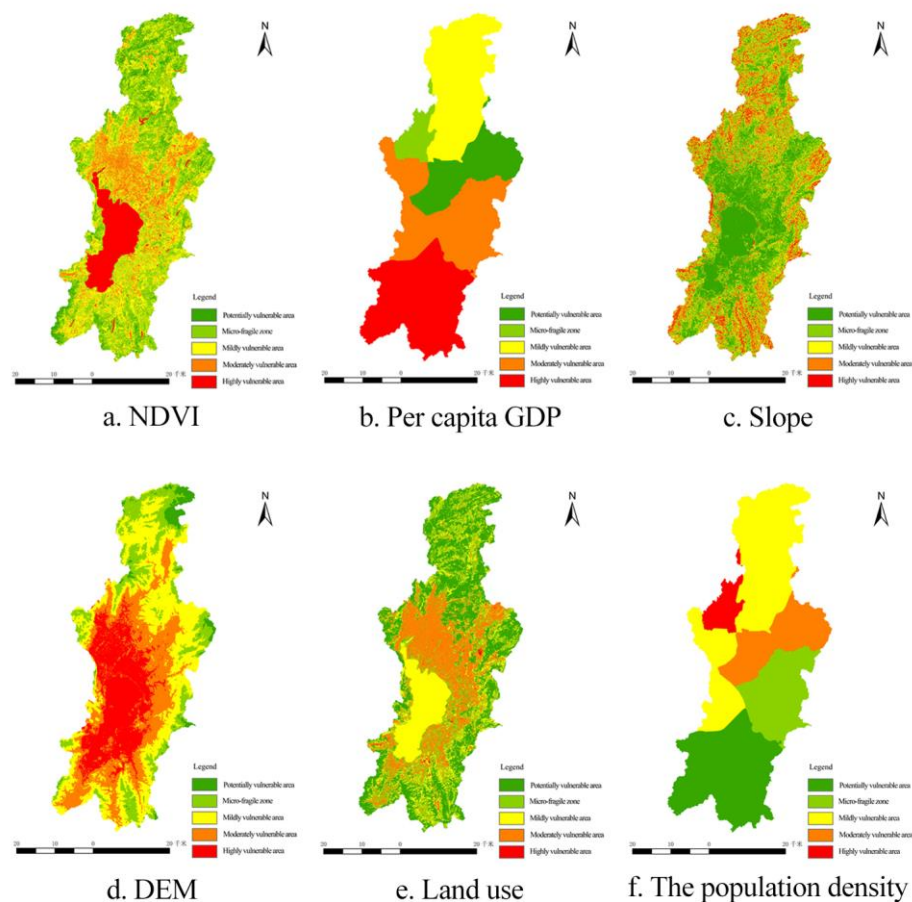 N
N
N
Legend
Potentially vulnerable area
Micro-fragile zone
Mildly vulnerable area
Moderately vulnerable area
Highly vulnerable area
20 0 20 千米
Legend
Potentially vulnerable area
Micro-fragile zone
Mildly vulnerable area
Moderately vulnerable area
Highly vulnerable area
20 0 20 千米
Legend
Potentially vulnerable area
Micro-fragile zone
Mildly vulnerable area
Moderately vulnerable area
Highly vulnerable area
20 0 20 千米
a. NDVI
b. Per capita GDP
c. Slope
N
N
N
Legend
Potentially vulnerable area
Micro-fragile zone
Mildly vulnerable area
Moderately vulnerable area
Highly vulnerable area
20 0 20 千米
Legend
Potentially vulnerable area
Micro-fragile zone
Mildly vulnerable area
Moderately vulnerable area
Highly vulnerable area
20 0 20 千米
Legend
Potentially vulnerable area
Micro-fragile zone
Mildly vulnerable area
Moderately vulnerable area
Highly vulnerable area
20 0 20 千米
d. DEM
e. Land use
f. The population density